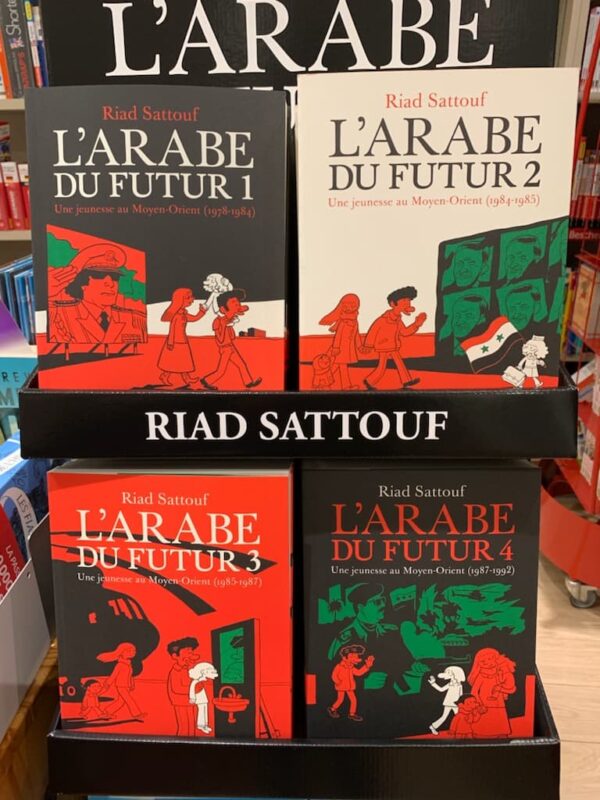 L'ARABE
Riad Sattouf
L'ARABE
DU FUTUR 1
Une jeunesse au Moyen-Orient (1978-1984)
Riad Sattouf
L'ARABE
DU FUTUR 2
Une jeunesse au Moyen-Orient (1984-1985)
RIAD SATTOUF
Riad Sattouf
L'ARABE
DU FUTUR 3
Une jeunesse au Moyen-Orient (1985-1987)
Riad Sattouf
L'ARABE
DU FUTUR 4
Une jeunesse au Moyen-Orient (1987-1992)